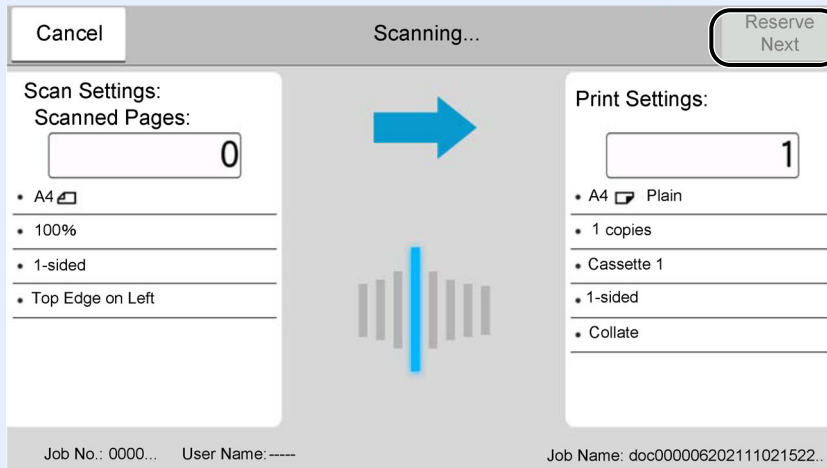 Cancel
Scanning...
Reserve
Next
Scan Settings:
Scanned Pages:
0
• A4
• 100%
• 1-sided
• Top Edge on Left
Print Settings:
1
• A4 Plain
• 1 copies
• Cassette 1
• 1-sided
• Collate
Job No.: 0000... User Name: -----
Job Name: doc000006202111021522..